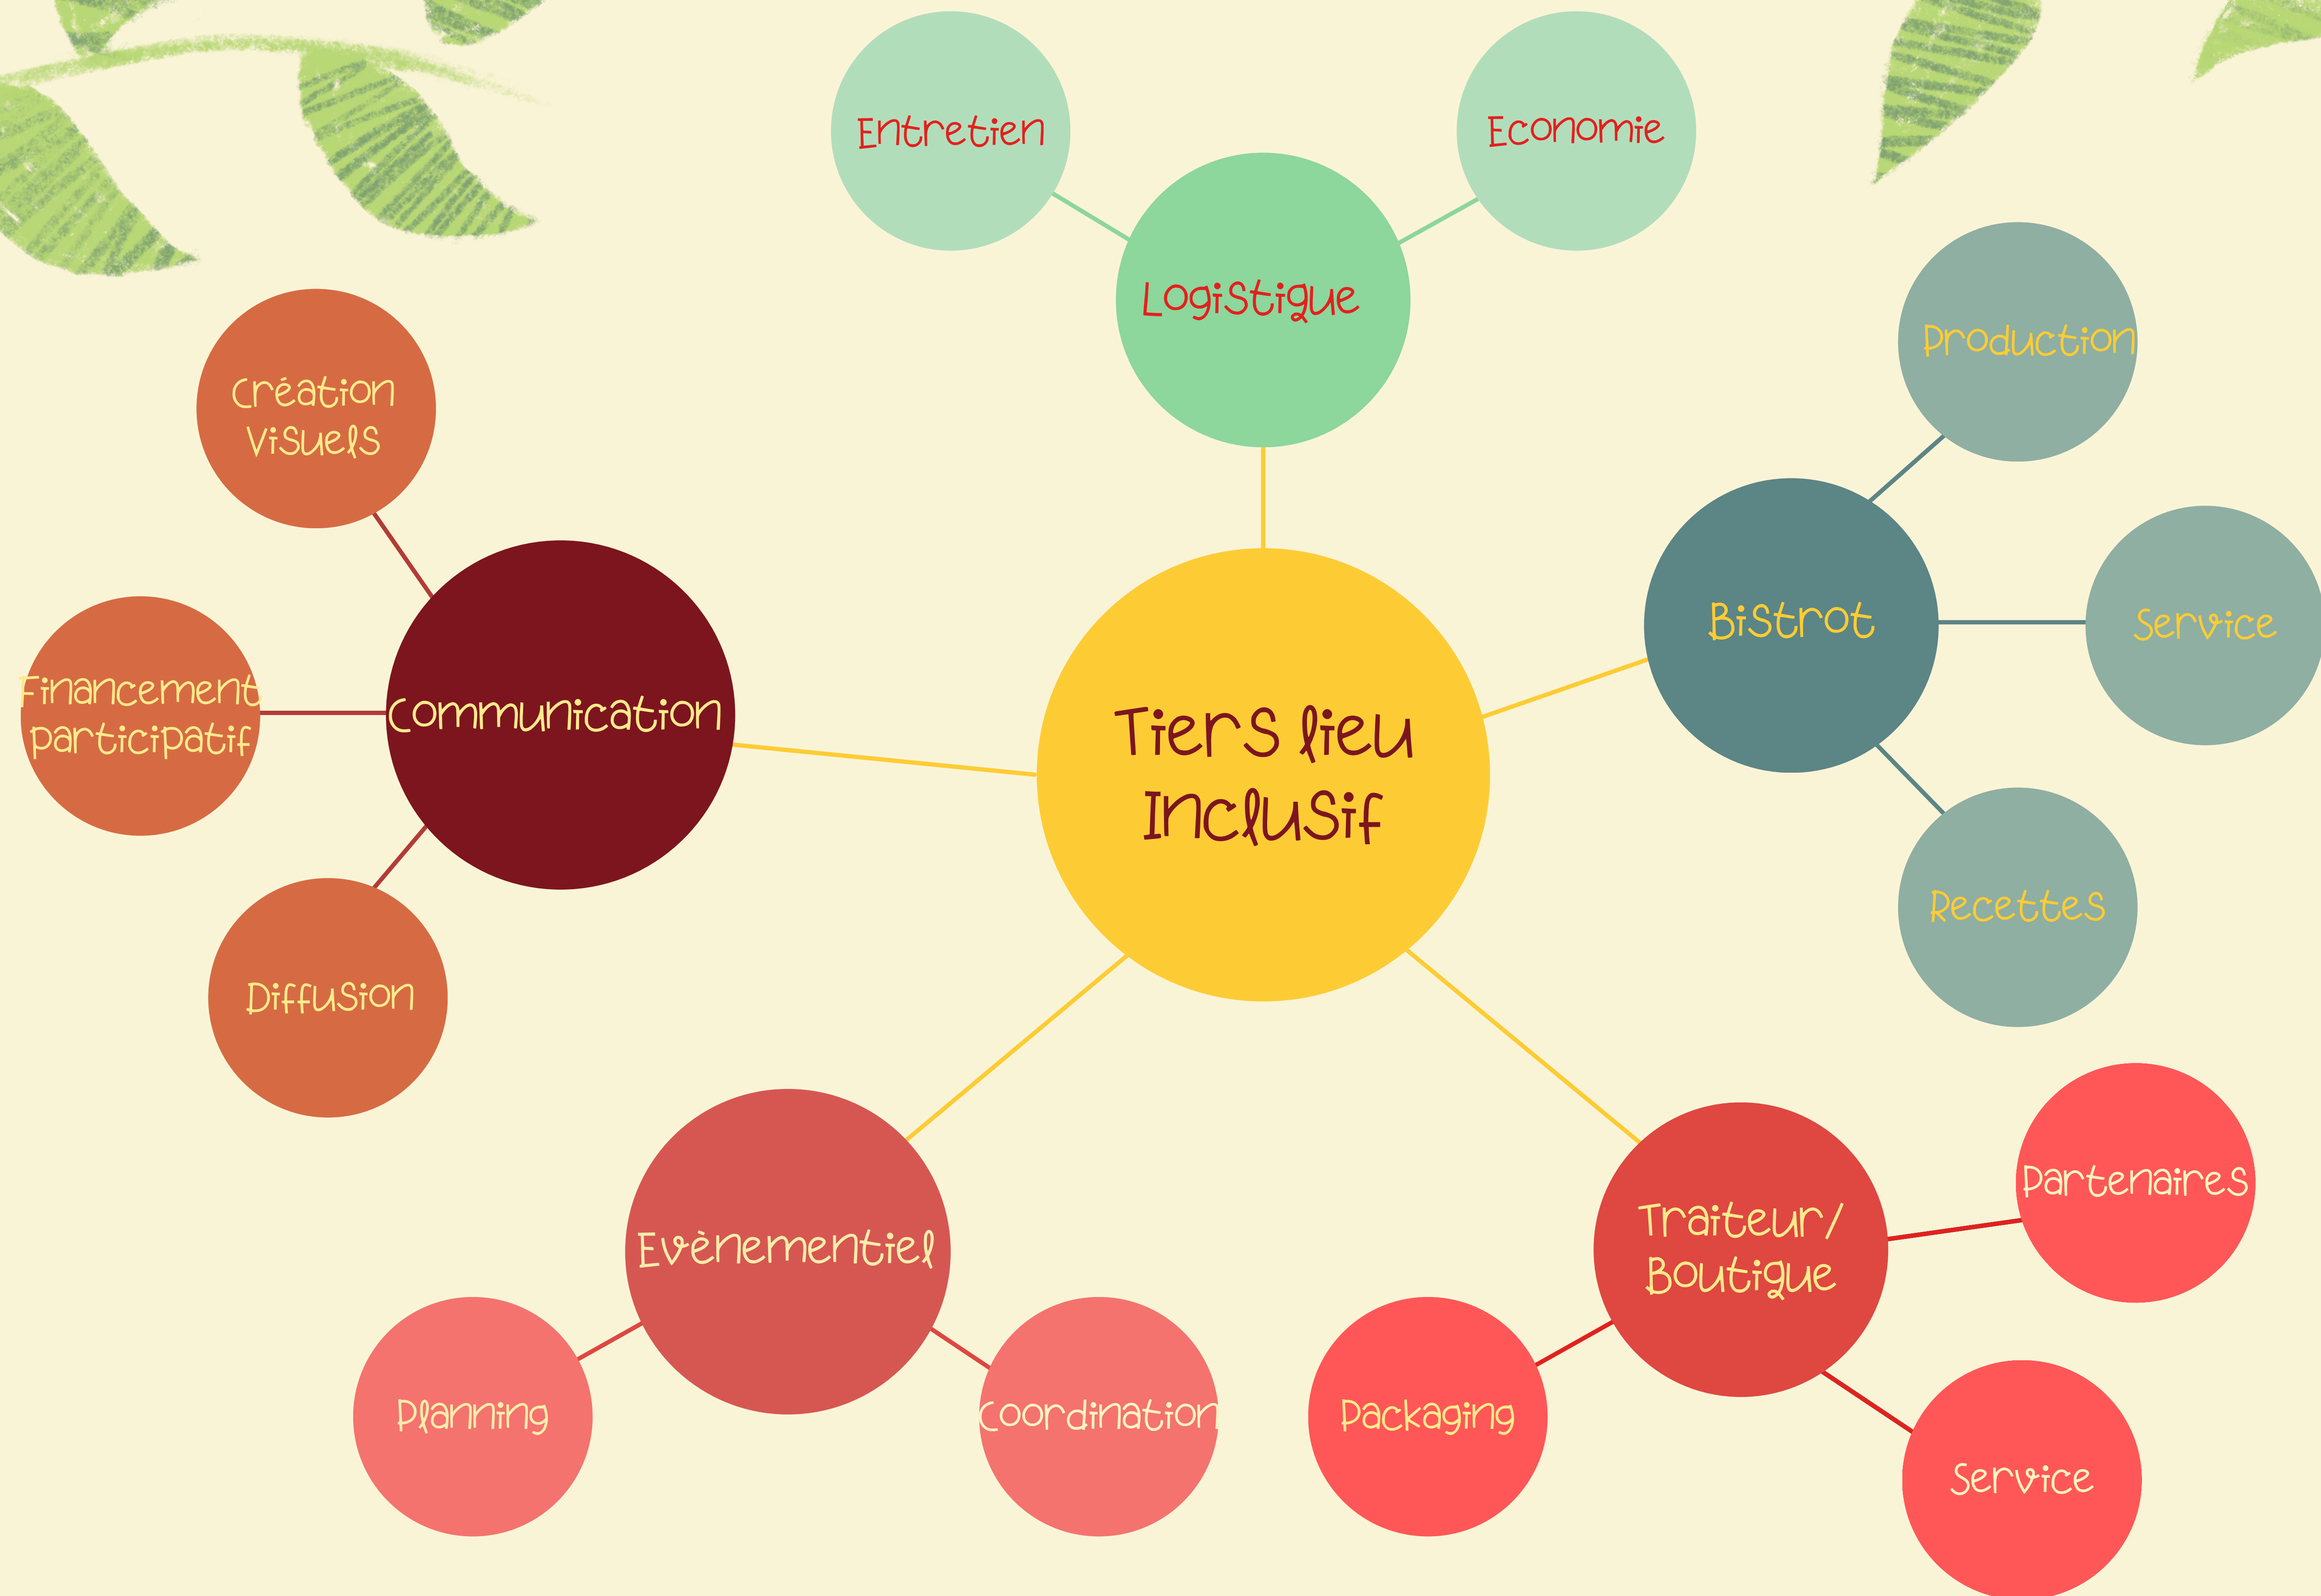 Entretien
Economie
Logistique
Production
Création
Visuels
Bistrot
Service
Financement
participatif
Communication
Tiers lieu
Inclusif
Recettes
Diffusion
Partenaires
Evènementiel
Traiteur/
Boutique
Planning
Coordination
Packaging
Service